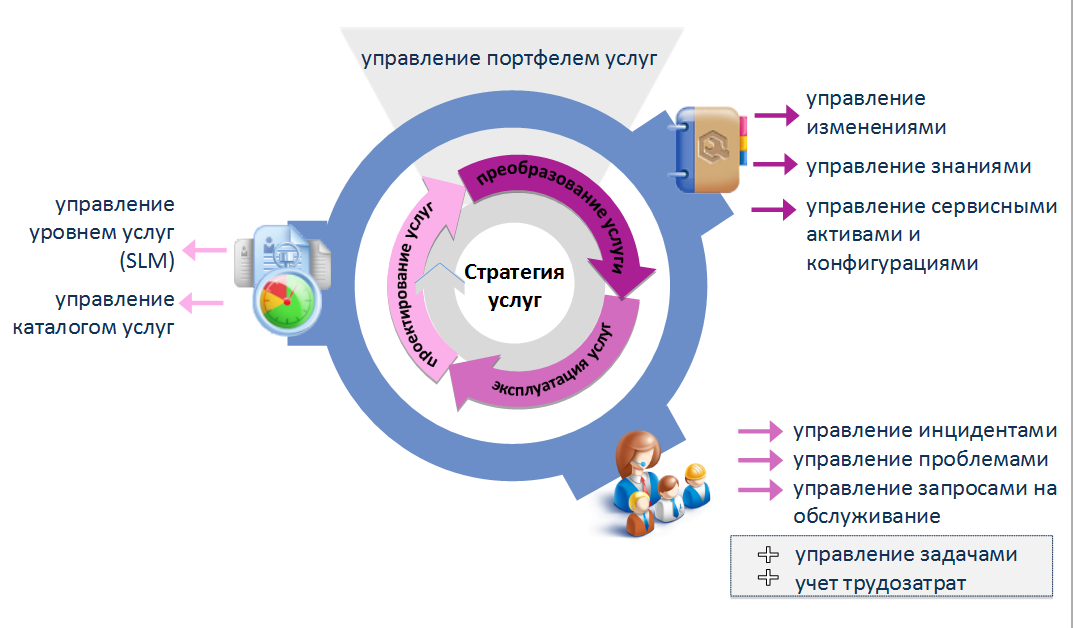 управление портфелем услуг
управление
изменениями
управление знаниями
управление сервисными
активами и
конфигурациями
управление
уровнем услуг
(SLM)
управление
каталогом услуг
преобразование услуги
проектирование услуг
эксплуатация услуг
Стратегия
услуг
управление инцидентами
управление проблемами
управление запросами на
обслуживание
управление задачами
учет трудозатрат